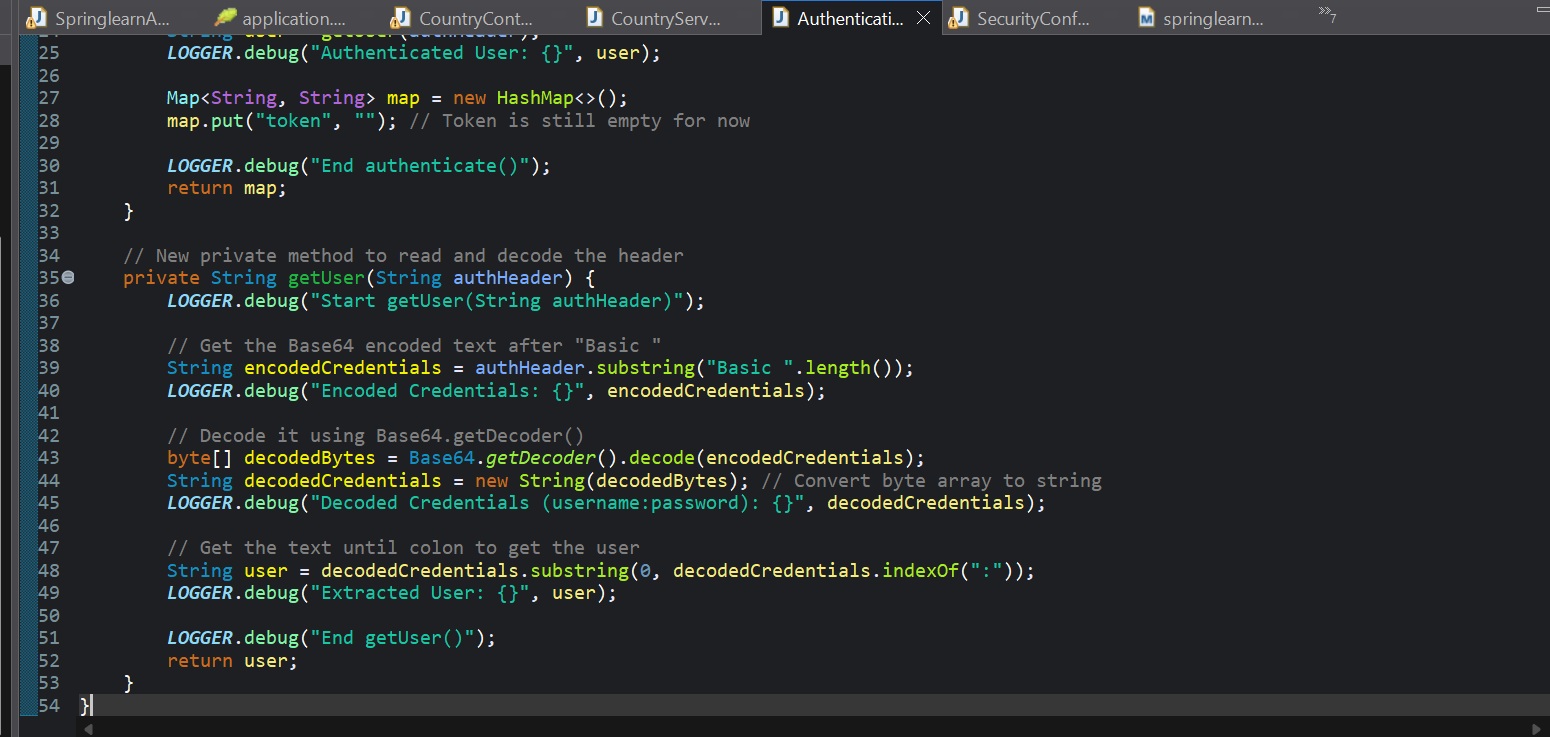 SpringlearnA... application.... CountryCont... CountryServ... Authenticati... SecurityConf... springlearn... »7
25 LOGGER.debug("Authenticated User: {}", user);
26
27 Map<String, String> map = new HashMap<>();
28 map.put("token", ""); // Token is still empty for now
29
30 LOGGER.debug("End authenticate()");
31 return map;
32 }
33
34 // New private method to read and decode the header
35 private String getUser(String authHeader) {
36 LOGGER.debug("Start getUser(String authHeader)");
37
38 // Get the Base64 encoded text after "Basic "
39 String encodedCredentials = authHeader.substring("Basic ".length());
40 LOGGER.debug("Encoded Credentials: {}", encodedCredentials);
41
42 // Decode it using Base64.getDecoder()
43 byte[] decodedBytes = Base64.getDecoder().decode(encodedCredentials);
44 String decodedCredentials = new String(decodedBytes); // Convert byte array to string
45 LOGGER.debug("Decoded Credentials (username:password): {}", decodedCredentials);
46
47 // Get the text until colon to get the user
48 String user = decodedCredentials.substring(0, decodedCredentials.indexOf(":"));
49 LOGGER.debug("Extracted User: {}", user);
50
51 LOGGER.debug("End getUser()");
52 return user;
53 }
54 }